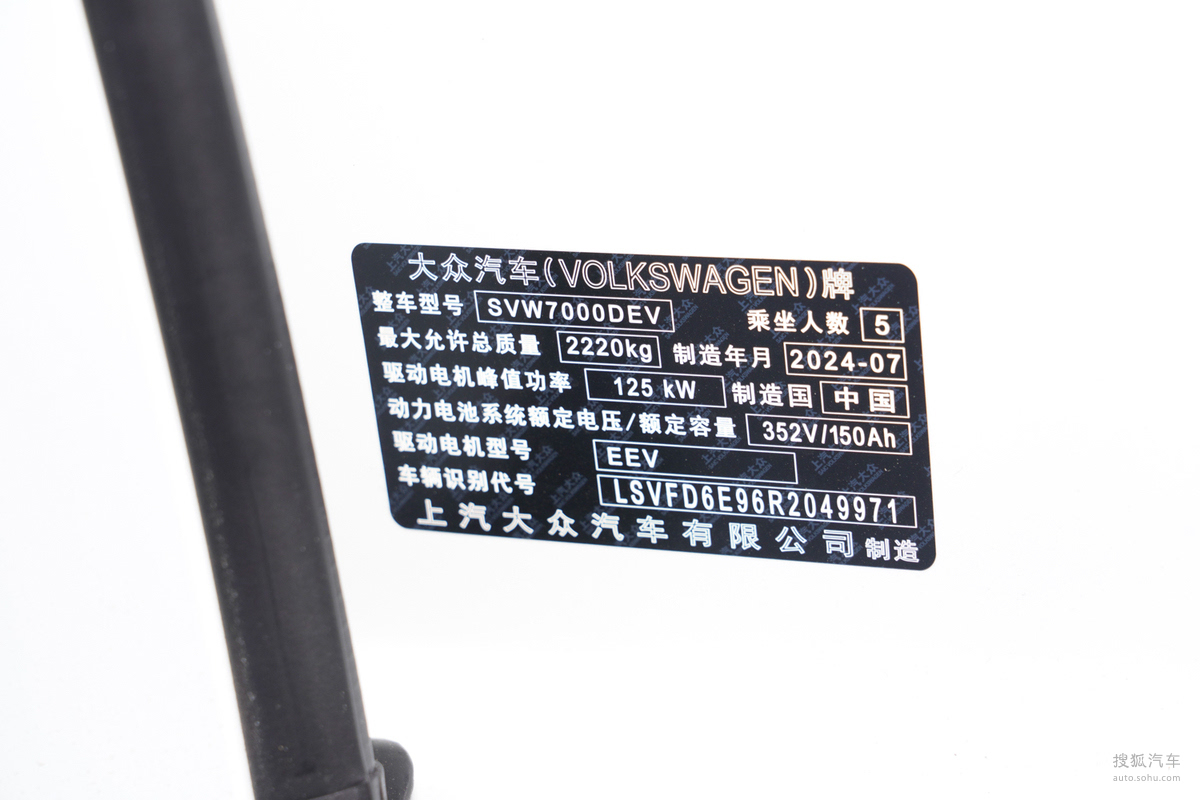 大众汽车(VOLKSWAGEN)牌
整车型号 SVW7000DEV 乘坐人数 5
最大允许总质量 2220kg 制造年月 2024-07
驱动电机峰值功率 125 kW 制造国 中国
动力电池系统额定电压/额定容量 352V/150Ah
驱动电机型号 EEV
车辆识别代号 LSVFD6E96R2049971
上汽大众汽车有限公司 制造
搜狐汽车
auto.sohu.com